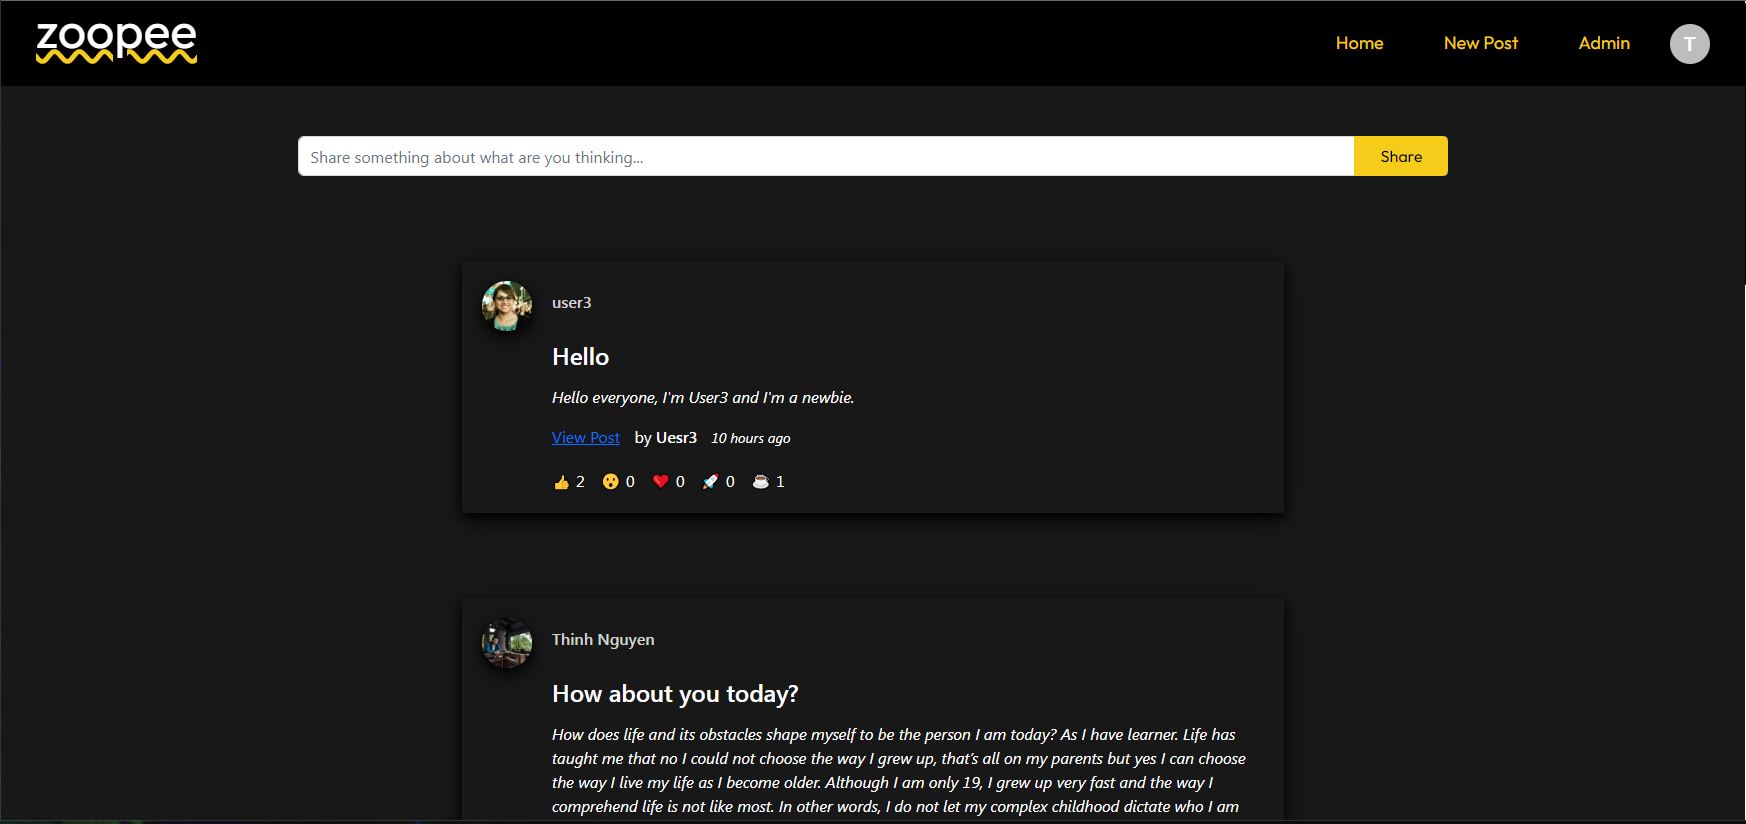 zoopee
Home New Post Admin T
Share something about what are you thinking... Share
user3
Hello
Hello everyone, I'm User3 and I'm a newbie.
View Post by Uesr3 10 hours ago
2 0 0 0 1
Thinh Nguyen
How about you today?
How does life and its obstacles shape myself to be the person I am today? As I have learner. Life has
taught me that no I could not choose the way I grew up, that's all on my parents but yes I can choose
the way I live my life as I become older. Although I am only 19, I grew up very fast and the way I
comprehend life is not like most. In other words, I do not let my complex childhood dictate who I am